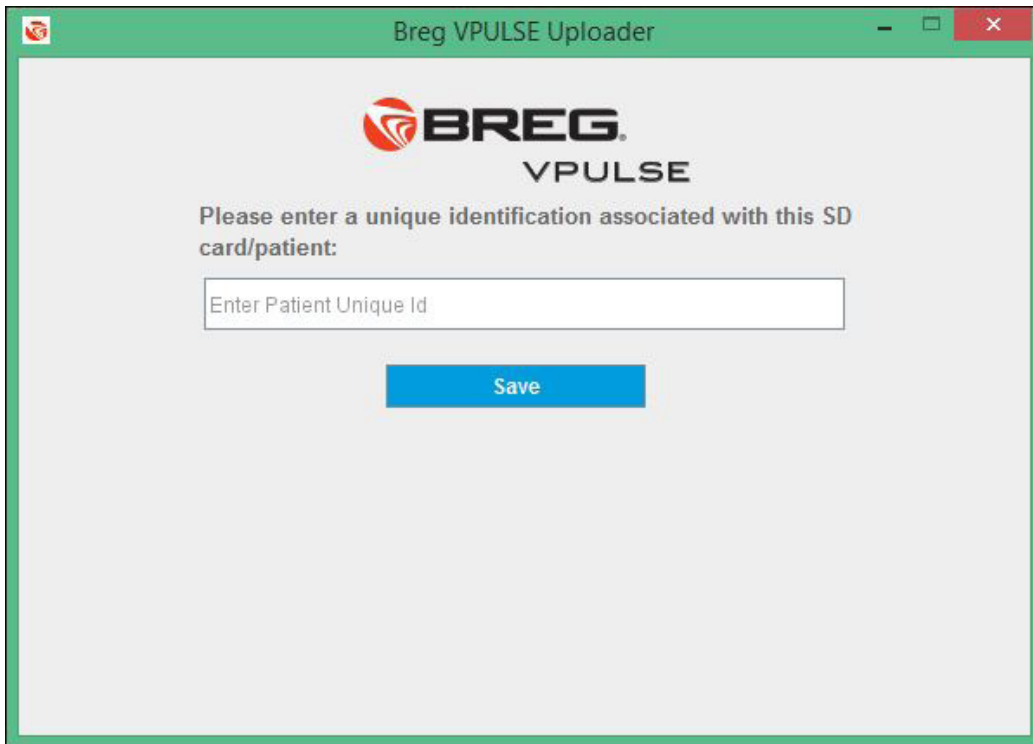 Breg VPULSE Uploader
BREG.
VPULSE
Please enter a unique identification associated with this SD
card/patient:
Enter Patient Unique Id
Save